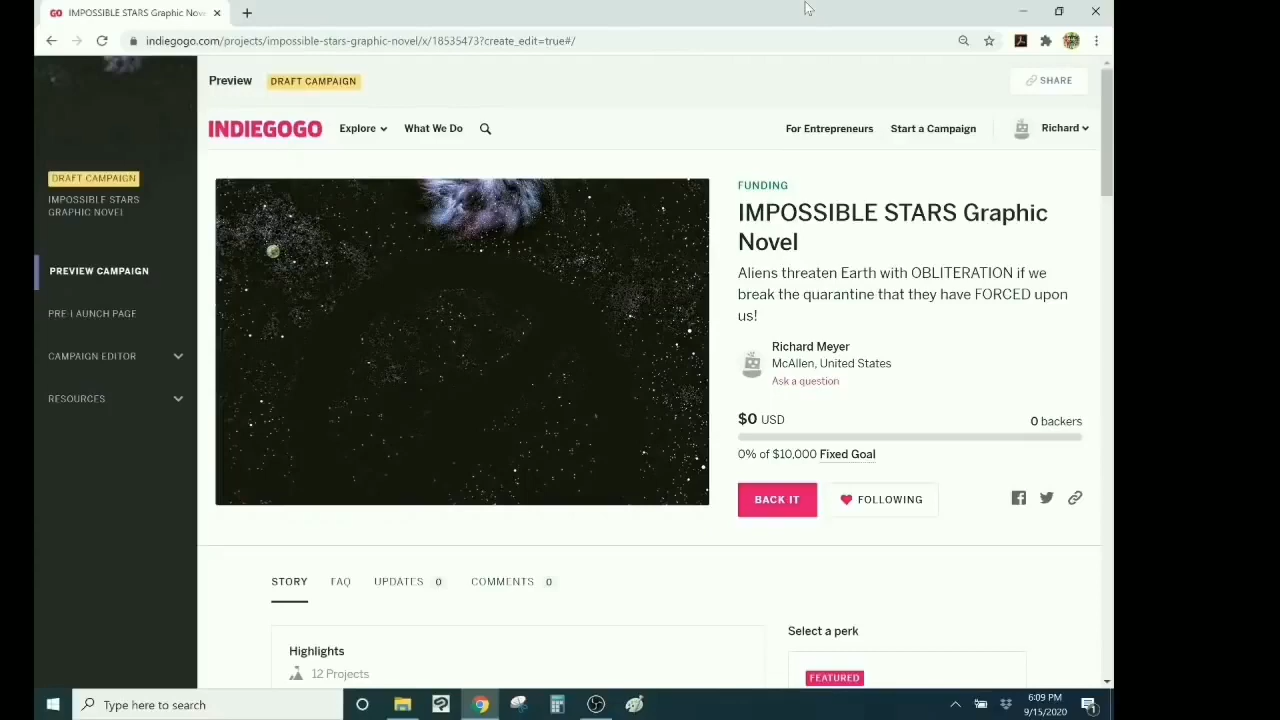 GO IMPOSSIBLE STARS Graphic Nov
indiegogo.com/projects/impossible-stars-graphic-novel/x/18535473?create_edit=true#/
Preview DRAFT CAMPAIGN
SHARE
INDIEGOGO Explore What We Do
For Entrepreneurs Start a Campaign Richard
DRAFT CAMPAIGN
IMPOSSIBLE STARS
GRAPHIC NOVEL
PREVIEW CAMPAIGN
PRE-LAUNCH PAGE
CAMPAIGN EDITOR
RESOURCES
FUNDING
IMPOSSIBLE STARS Graphic
Novel
Aliens threaten Earth with OBLITERATION if we
break the quarantine that they have FORCED upon
us!
Richard Meyer
McAllen, United States
Ask a question
$0 USD
0 backers
0% of $10,000 Fixed Goal
BACK IT
FOLLOWING
STORY FAQ UPDATES 0 COMMENTS 0
Highlights
12 Projects
Select a perk
FEATURED
Type here to search
6:09 PM
9/15/2020
1